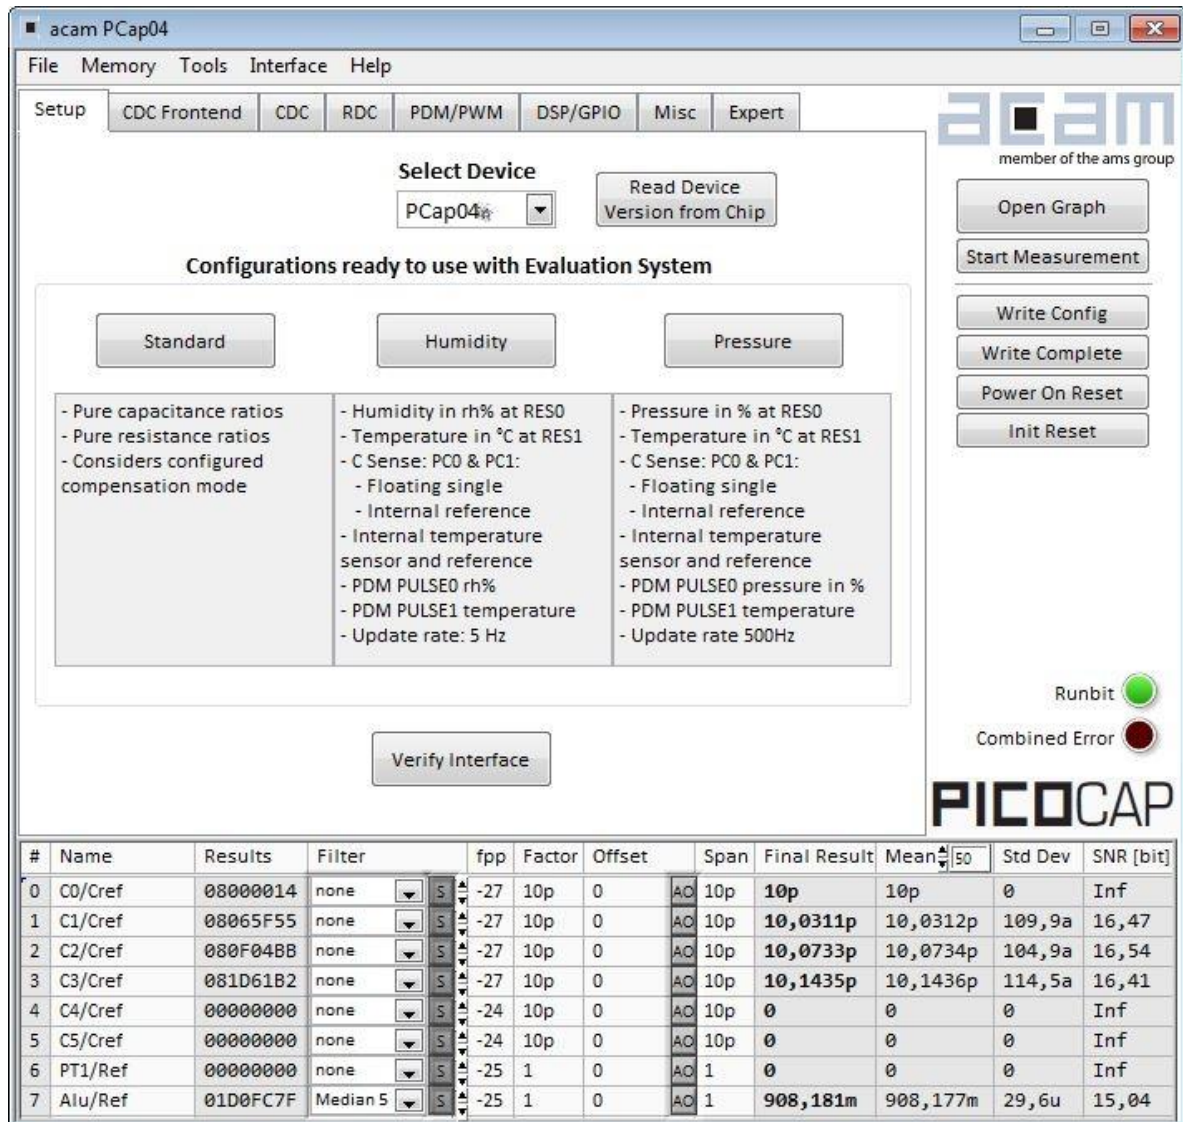 acam PCap04
File Memory Tools Interface Help
Setup CDC Frontend CDC RDC PDM/PWM DSP/GPIO Misc Expert
acam
member of the ams group
Select Device
PCap04
Read Device
Version from Chip
Open Graph
Start Measurement
Configurations ready to use with Evaluation System
Write Config
Write Complete
Power On Reset
Init Reset
Standard Humidity Pressure
- Pure capacitance ratios
- Pure resistance ratios
- Considers configured
compensation mode
- Humidity in rh% at RES0
- Temperature in °C at RES1
- C Sense: PC0 & PC1:
- Floating single
- Internal reference
- Internal temperature
sensor and reference
- PDM PULSE0 rh%
- PDM PULSE1 temperature
- Update rate: 5 Hz
- Pressure in % at RES0
- Temperature in °C at RES1
- C Sense: PC0 & PC1:
- Floating single
- Internal reference
- Internal temperature
sensor and reference
- PDM PULSE0 pressure in %
- PDM PULSE1 temperature
- Update rate 500Hz
Runbit
Combined Error
Verify Interface
PICOCAP
# Name Results Filter fpp Factor Offset Span Final Result Mean 50 Std Dev SNR [bit]
0 C0/Cref 08000014 none S -27 10p 0 AO 10p 10p 10p 0 Inf
1 C1/Cref 08065F55 none S -27 10p 0 AO 10p 10,0311p 10,0312p 109,9a 16,47
2 C2/Cref 080F04BB none S -27 10p 0 AO 10p 10,0733p 10,0734p 104,9a 16,54
3 C3/Cref 081D61B2 none S -27 10p 0 AO 10p 10,1435p 10,1436p 114,5a 16,41
4 C4/Cref 00000000 none S -24 10p 0 AO 10p 0 0 0 Inf
5 C5/Cref 00000000 none S -24 10p 0 AO 10p 0 0 0 Inf
6 PT1/Ref 00000000 none S -25 1 0 AO 1 0 0 0 Inf
7 Alu/Ref 01D0FC7F Median 5 S -25 1 0 AO 1 908,181m 908,177m 29,6u 15,04